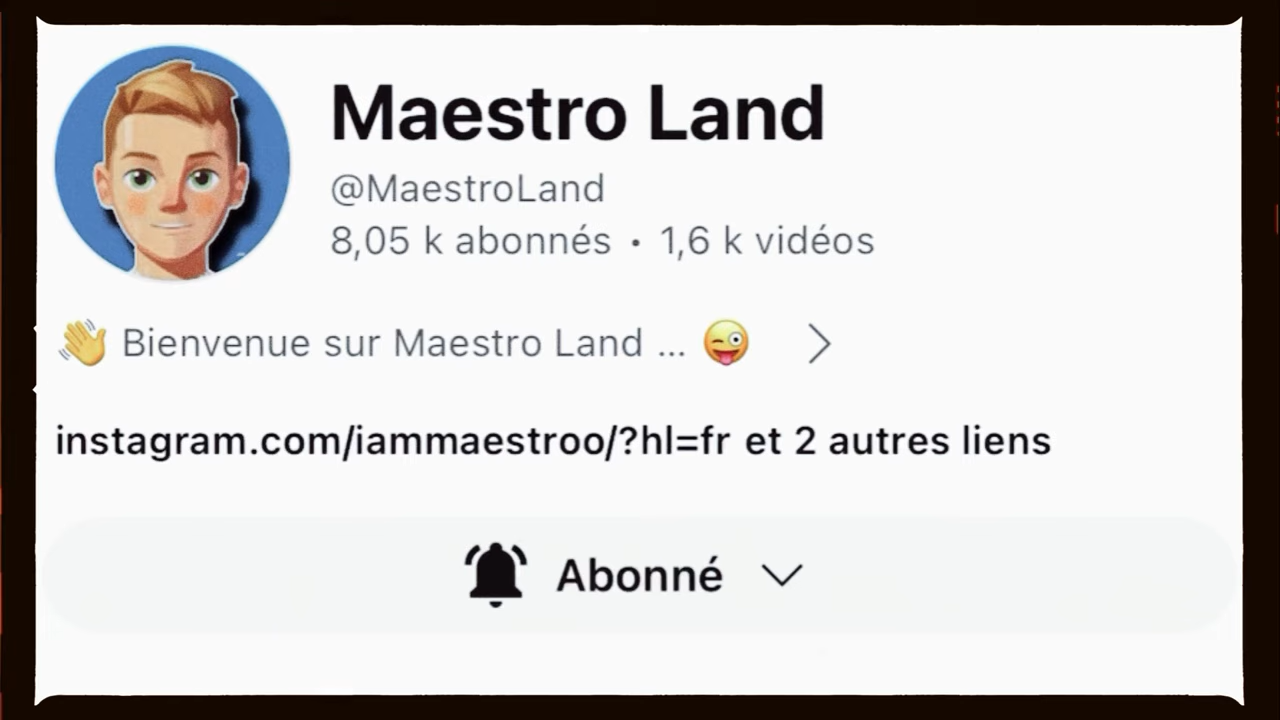 Maestro Land
@MaestroLand
8,05 k abonnés • 1,6 k vidéos
👋 Bienvenue sur Maestro Land ... 😜
instagram.com/iammaestroo/?hl=fr et 2 autres liens
Abonné